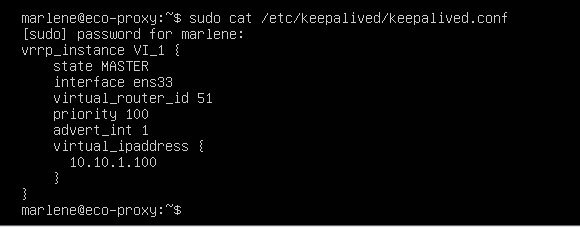 marlene@eco-proxy:~$ sudo cat /etc/keepalived/keepalived.conf
[sudo] password for marlene:
vrrp_instance VI_1 {
    state MASTER
    interface ens33
    virtual_router_id 51
    priority 100
    advert_int 1
    virtual_ipaddress {
      10.10.1.100
    }
}
marlene@eco-proxy:~$